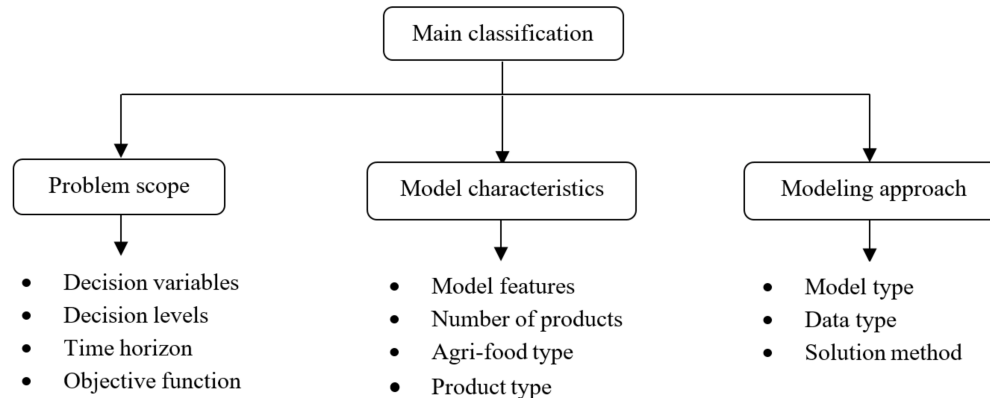 Main classification
Problem scope
Model characteristics
Modeling approach
• Decision variables
• Decision levels
• Time horizon
• Objective function
• Model features
• Number of products
• Agri-food type
• Product type
• Model type
• Data type
• Solution method